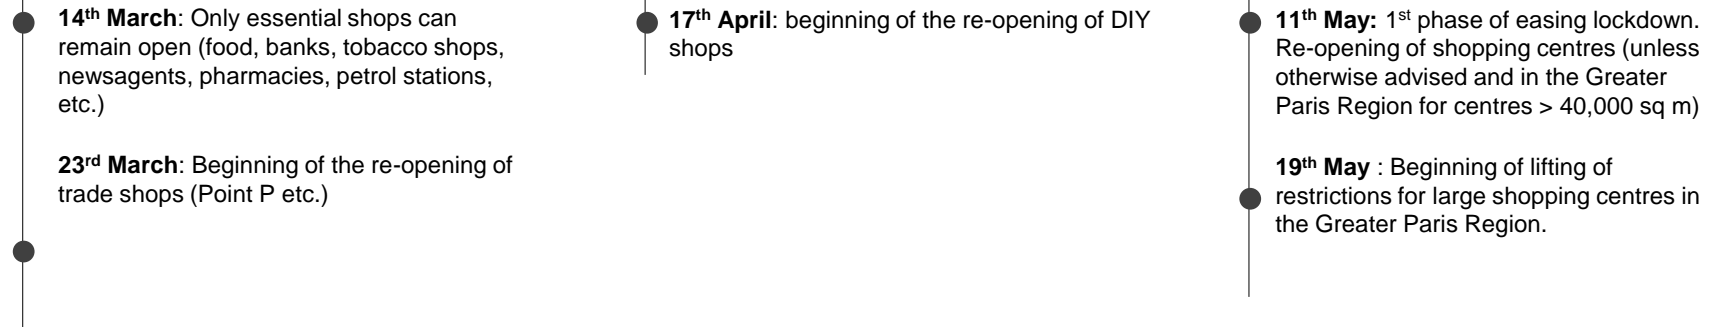 14th March: Only essential shops can
remain open (food, banks, tobacco shops,
newsagents, pharmacies, petrol stations,
etc.)
23rd March: Beginning of the re-opening of
trade shops (Point P etc.)
17th April: beginning of the re-opening of DIY
shops
11th May: 1st phase of easing lockdown.
Re-opening of shopping centres (unless
otherwise advised and in the Greater
Paris Region for centres > 40,000 sq m)
19th May : Beginning of lifting of
restrictions for large shopping centres in
the Greater Paris Region.